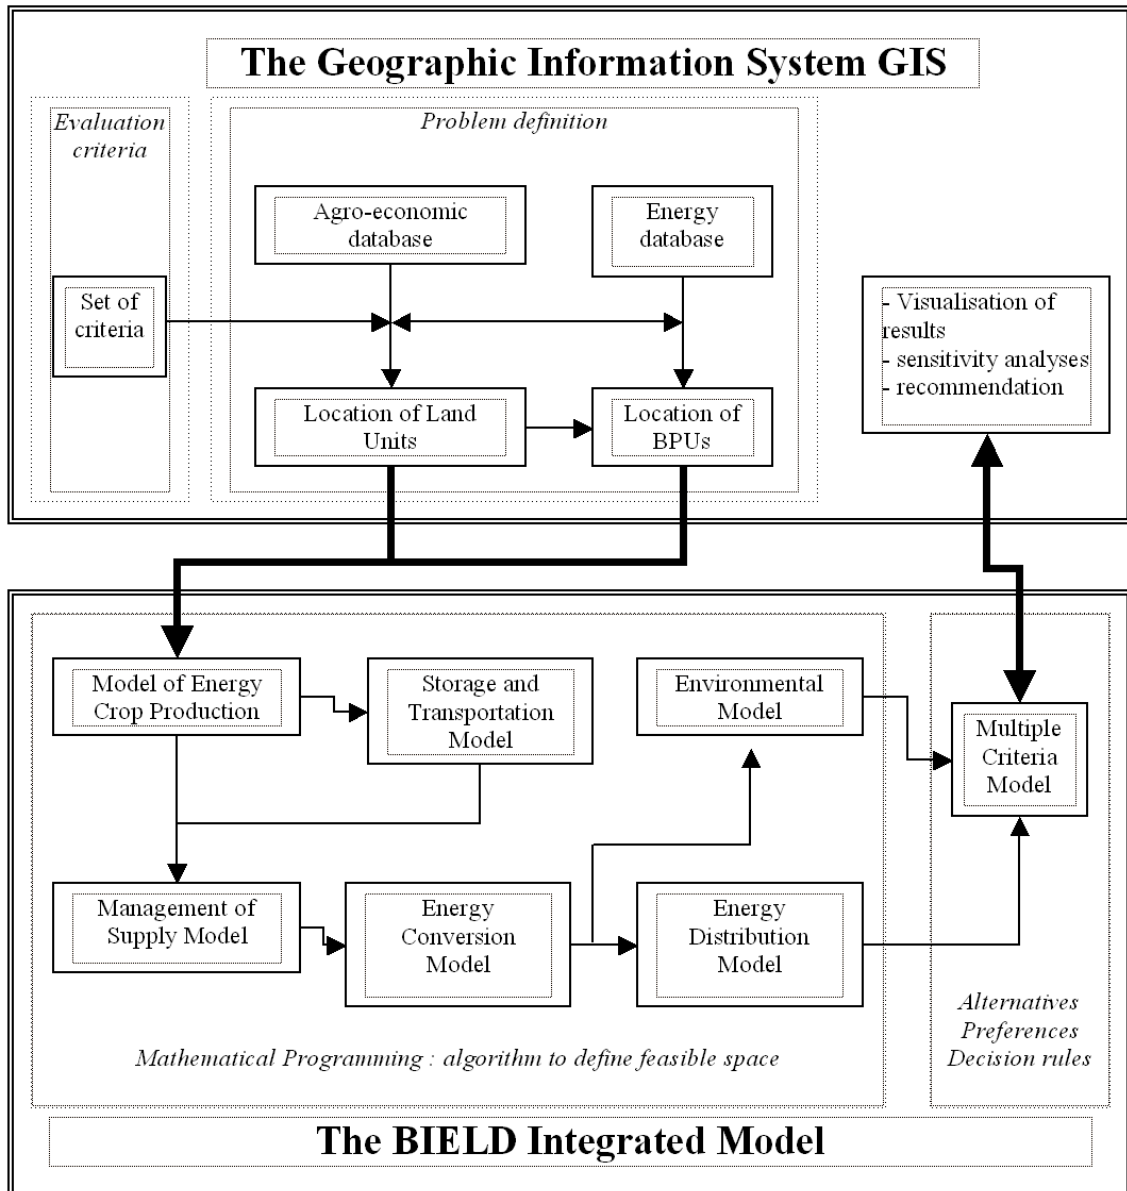 The Geographic Information System GIS
Evaluation
criteria
Problem definition
Agro-economic
database
Energy
database
Set of
criteria
- Visualisation of
results
- sensitivity analyses
- recommendation
Location of Land
Units
Location of
BPUs
Model of Energy
Crop Production
Storage and
Transportation
Model
Environmental
Model
Multiple
Criteria
Model
Management of
Supply Model
Energy
Conversion
Model
Energy
Distribution
Model
Alternatives
Preferences
Decision rules
Mathematical Programming : algorithm to define feasible space
The BIELD Integrated Model